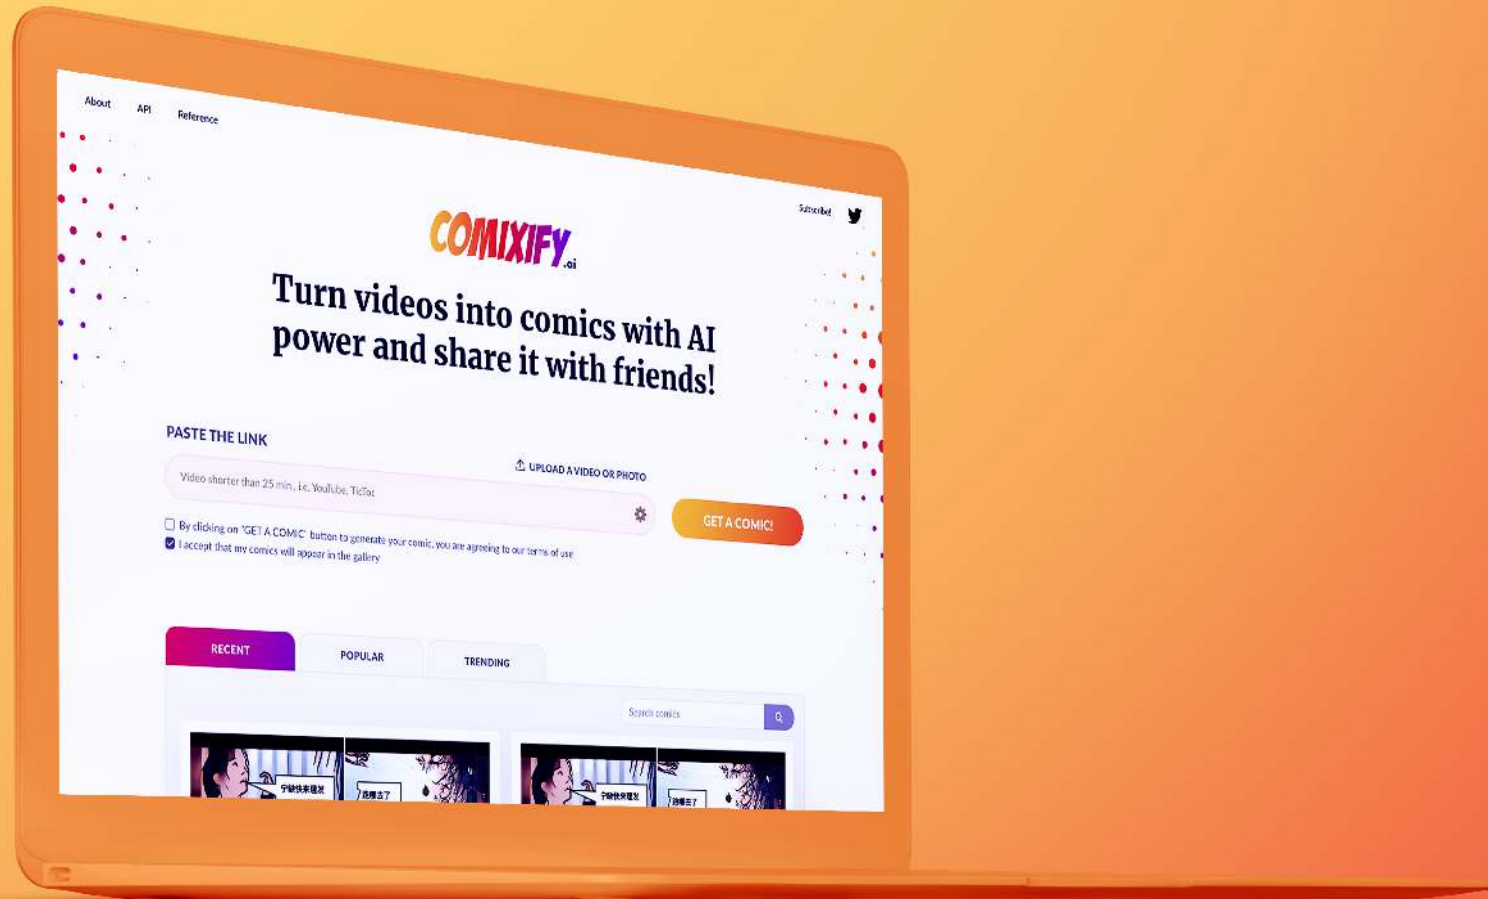 About API Reference
Subscribe!
COMIXIFY.ai
Turn videos into comics with AI
power and share it with friends!
PASTE THE LINK
UPLOAD A VIDEO OR PHOTO
Video shorter than 25 min., i.e. YouTube, TicToc
GET A COMIC!
By clicking on "GET A COMIC" button to generate your comic, you are agreeing to our terms of use
I accept that my comics will appear in the gallery
RECENT POPULAR TRENDING
Search comics